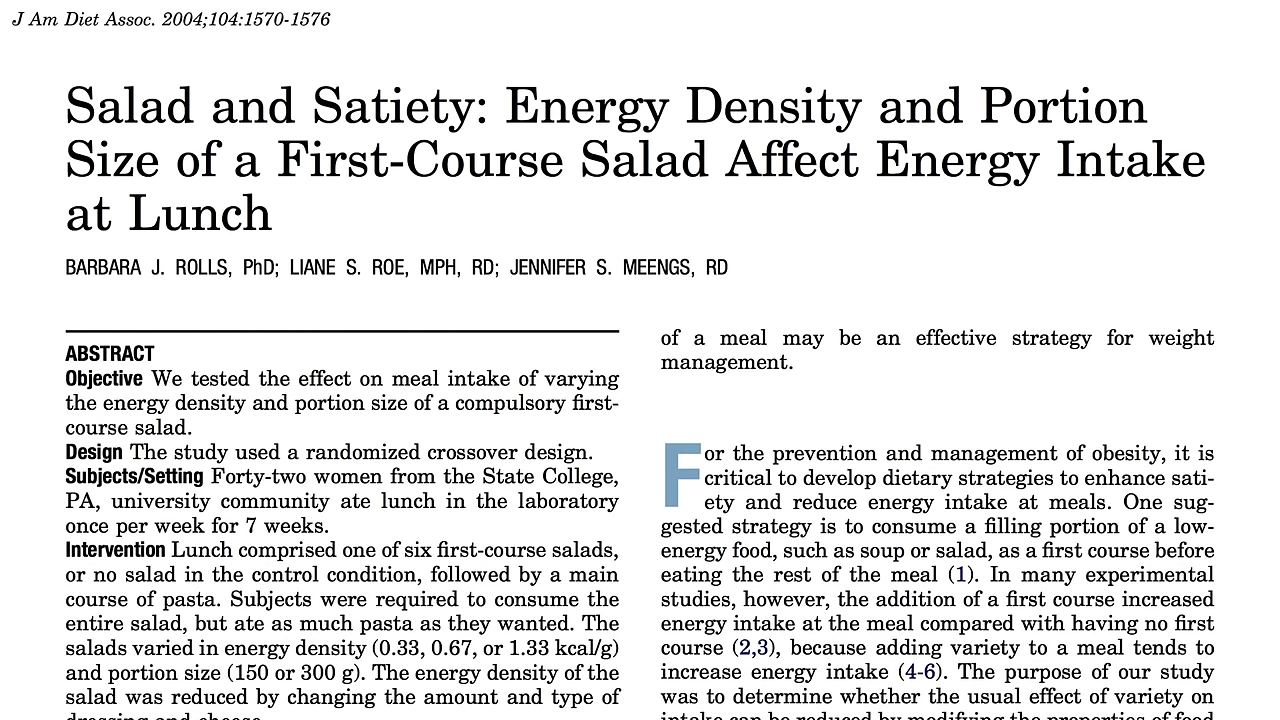 J Am Diet Assoc. 2004;104:1570-1576
Salad and Satiety: Energy Density and Portion
Size of a First-Course Salad Affect Energy Intake
at Lunch
BARBARA J. ROLLS, PhD; LIANE S. ROE, MPH, RD; JENNIFER S. MEENGS, RD
ABSTRACT
Objective We tested the effect on meal intake of varying
the energy density and portion size of a compulsory first-
course salad.
Design The study used a randomized crossover design.
Subjects/Setting Forty-two women from the State College,
PA, university community ate lunch in the laboratory
once per week for 7 weeks.
Intervention Lunch comprised one of six first-course salads,
or no salad in the control condition, followed by a main
course of pasta. Subjects were required to consume the
entire salad, but ate as much pasta as they wanted. The
salads varied in energy density (0.33, 0.67, or 1.33 kcal/g)
and portion size (150 or 300 g). The energy density of the
salad was reduced by changing the amount and type of
dressing and cheese.
of a meal may be an effective strategy for weight
management.
For the prevention and management of obesity, it is
critical to develop dietary strategies to enhance sati-
ety and reduce energy intake at meals. One sug-
gested strategy is to consume a filling portion of a low-
energy food, such as soup or salad, as a first course before
eating the rest of the meal (1). In many experimental
studies, however, the addition of a first course increased
energy intake at the meal compared with having no first
course (2,3), because adding variety to a meal tends to
increase energy intake (4-6). The purpose of our study
was to determine whether the usual effect of variety on
intake can be reduced by modifying the properties of food